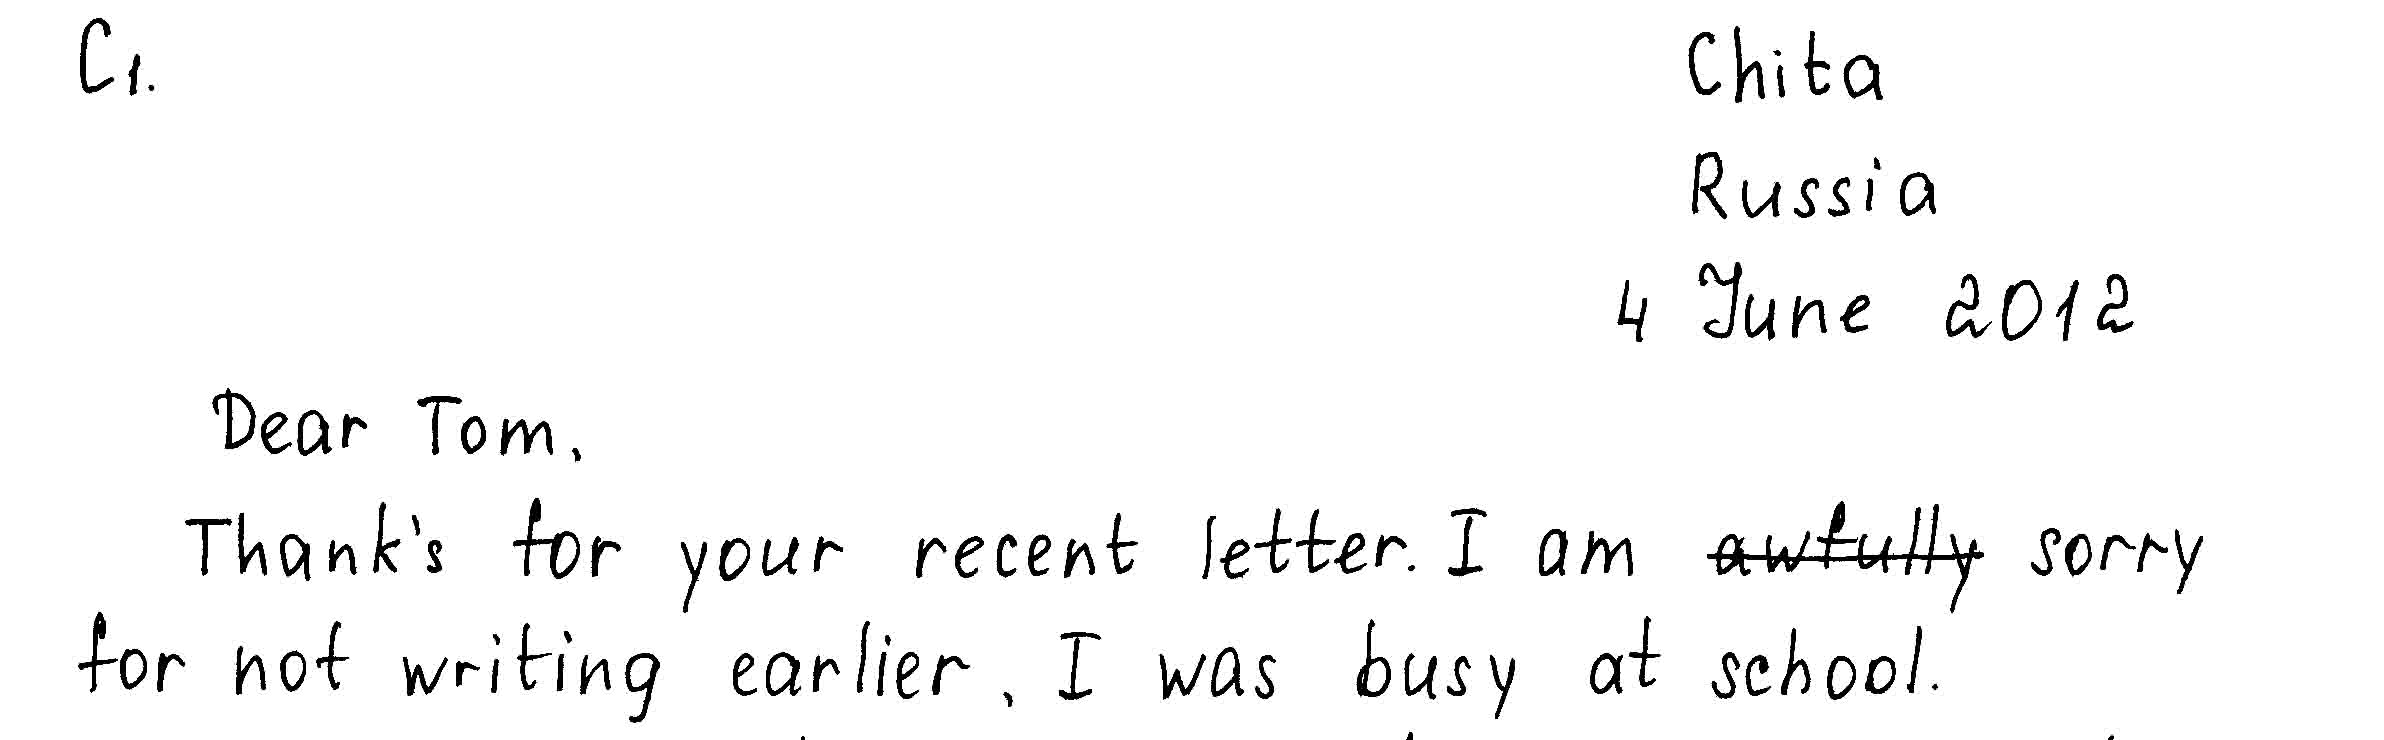 C1.
Chita
Russia
4 June 2012
Dear Tom,
Thank's for your recent letter. I am ~~awfully~~ sorry
for not writing earlier, I was busy at school.